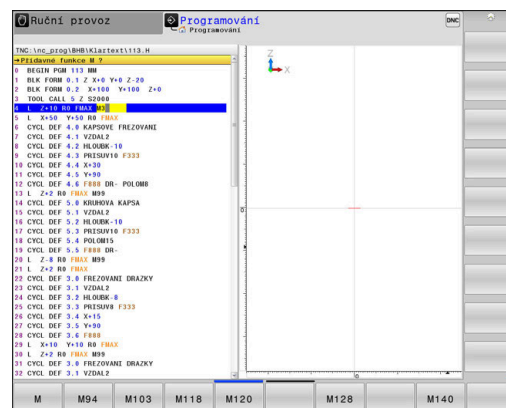 Ruční provoz
Programování
Programování
DNC
TNC:\nc_prog\BHB\Klartext\113.H
→Přídavné funkce M ?
0 BEGIN PGM 113 MM
1 BLK FORM 0.1 Z X+0 Y+0 Z-20
2 BLK FORM 0.2 X+100 Y+100 Z+0
3 TOOL CALL 5 Z S2000
4 L Z+10 R0 FMAX M3
5 L X+50 Y+50 R0 FMAX
6 CYCL DEF 4.0 KAPSOVE FREZOVANI
7 CYCL DEF 4.1 VZDAL2
8 CYCL DEF 4.2 HLOUBK-10
9 CYCL DEF 4.3 PRISUV10 F333
10 CYCL DEF 4.4 X+30
11 CYCL DEF 4.5 Y+90
12 CYCL DEF 4.6 F888 DR- POLOM8
13 L Z+2 R0 FMAX M99
14 CYCL DEF 5.0 KRUHOVA KAPSA
15 CYCL DEF 5.1 VZDAL2
16 CYCL DEF 5.2 HLOUBK-10
17 CYCL DEF 5.3 PRISUV10 F333
18 CYCL DEF 5.4 POLOM15
19 CYCL DEF 5.5 F888 DR-
20 L Z-8 R0 FMAX M99
21 L Z+2 R0 FMAX
22 CYCL DEF 3.0 FREZOVANI DRAZKY
23 CYCL DEF 3.1 VZDAL2
24 CYCL DEF 3.2 HLOUBK-8
25 CYCL DEF 3.3 PRISUV8 F333
26 CYCL DEF 3.4 X+15
27 CYCL DEF 3.5 Y+90
28 CYCL DEF 3.6 F888
29 L X+10 Y+10 R0 FMAX
30 L Z+2 R0 FMAX M99
31 CYCL DEF 3.0 FREZOVANI DRAZKY
32 CYCL DEF 3.1 VZDAL2
Z
X
0
0
M M94 M103 M118 M120 M128 M140